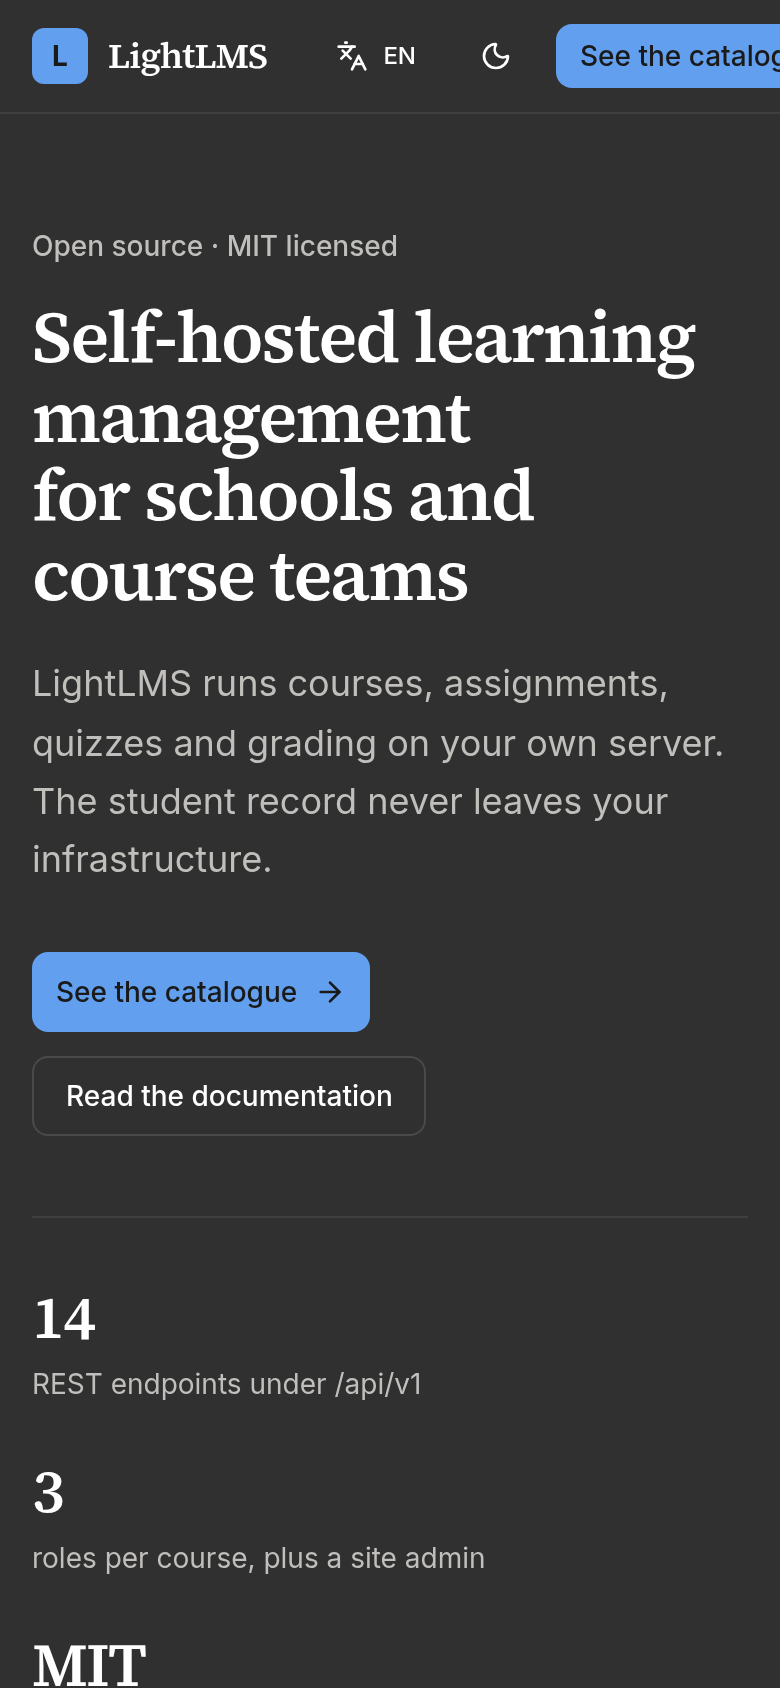 L LightLMS EN See the catalog
Open source · MIT licensed
Self-hosted learning
management
for schools and
course teams
LightLMS runs courses, assignments,
quizzes and grading on your own server.
The student record never leaves your
infrastructure.
See the catalogue
Read the documentation
14
REST endpoints under /api/v1
3
roles per course, plus a site admin
MIT